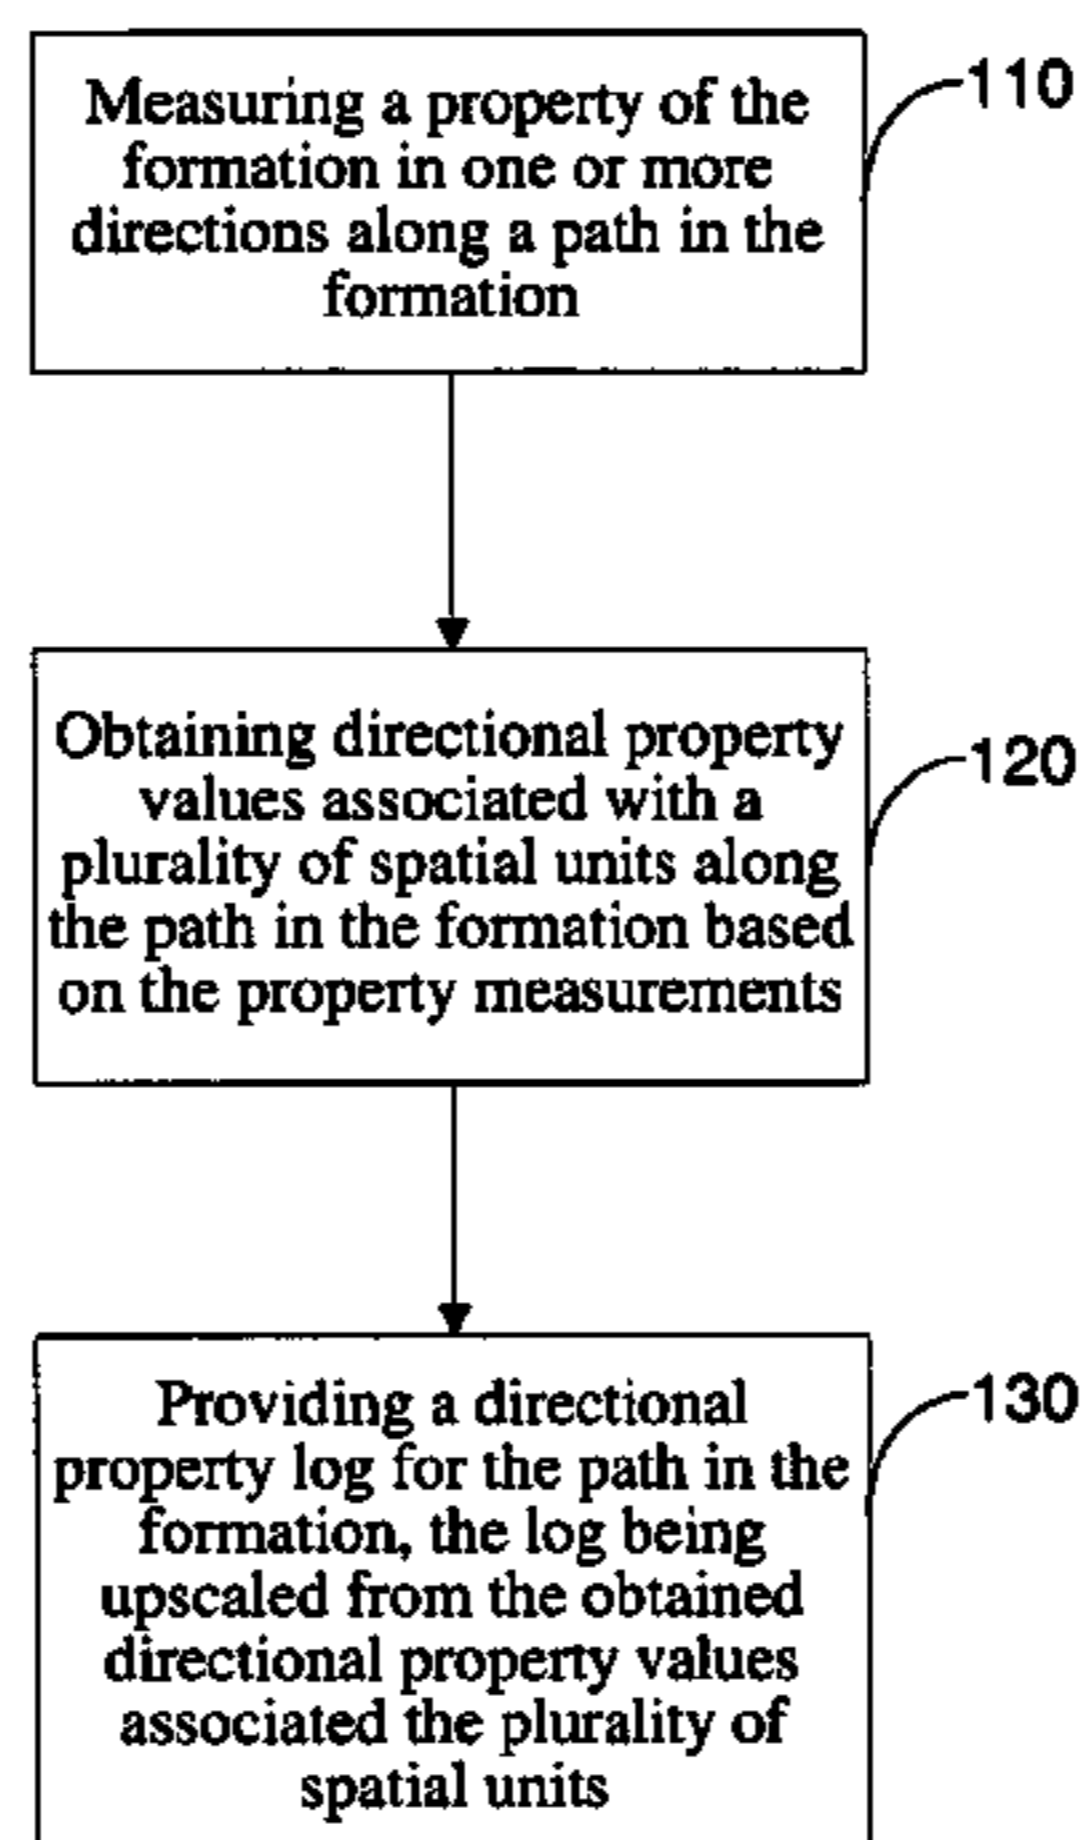 Measuring a property of the
formation in one or more
directions along a path in the
formation
110
Obtaining directional property
values associated with a
plurality of spatial units along
the path in the formation based
on the property measurements
120
Providing a directional
property log for the path in the
formation, the log being
upscaled from the obtained
directional property values
associated the plurality of
spatial units
130